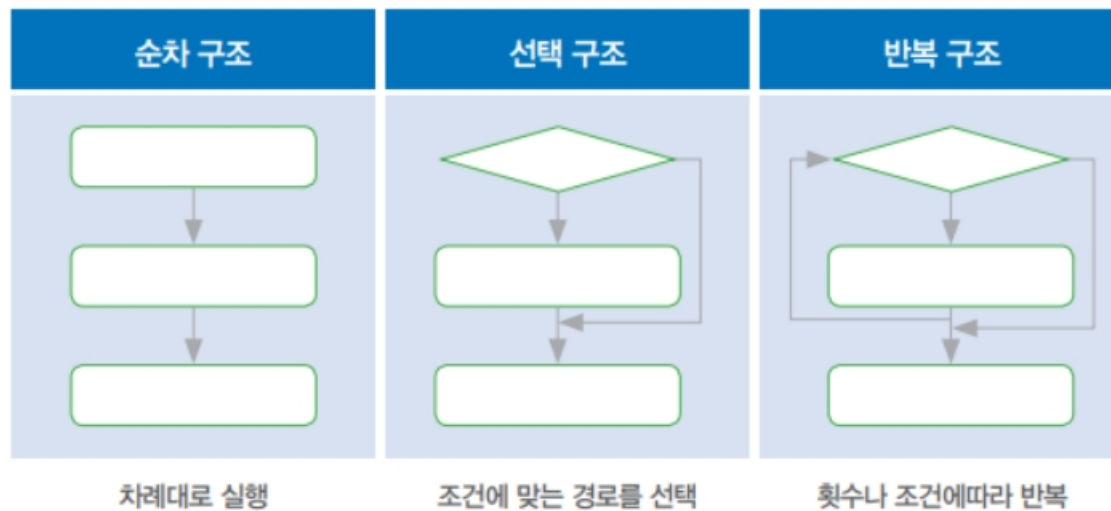 순차 구조
선택 구조
반복 구조
차례대로 실행
조건에 맞는 경로를 선택
횟수나 조건에따라 반복